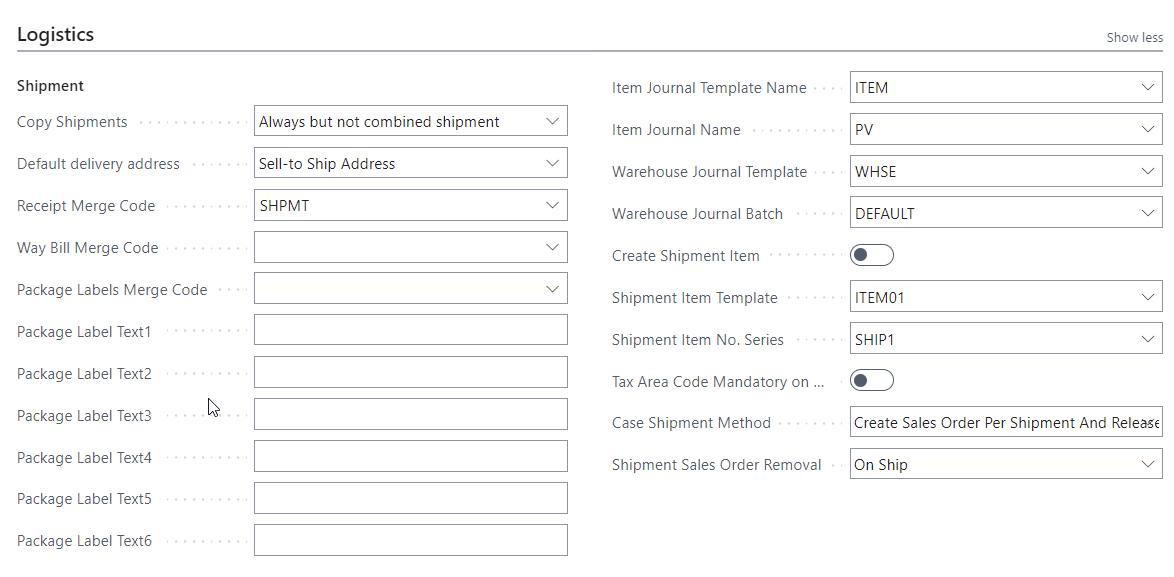 Logistics
Show less
Shipment
Copy Shipments Always but not combined shipment
Default delivery address Sell-to Ship Address
Receipt Merge Code SHPMT
Way Bill Merge Code
Package Labels Merge Code
Package Label Text1
Package Label Text2
Package Label Text3
Package Label Text4
Package Label Text5
Package Label Text6
Item Journal Template Name ITEM
Item Journal Name PV
Warehouse Journal Template WHSE
Warehouse Journal Batch DEFAULT
Create Shipment Item
Shipment Item Template ITEM01
Shipment Item No. Series SHIP1
Tax Area Code Mandatory on ...
Case Shipment Method Create Sales Order Per Shipment And Release
Shipment Sales Order Removal On Ship